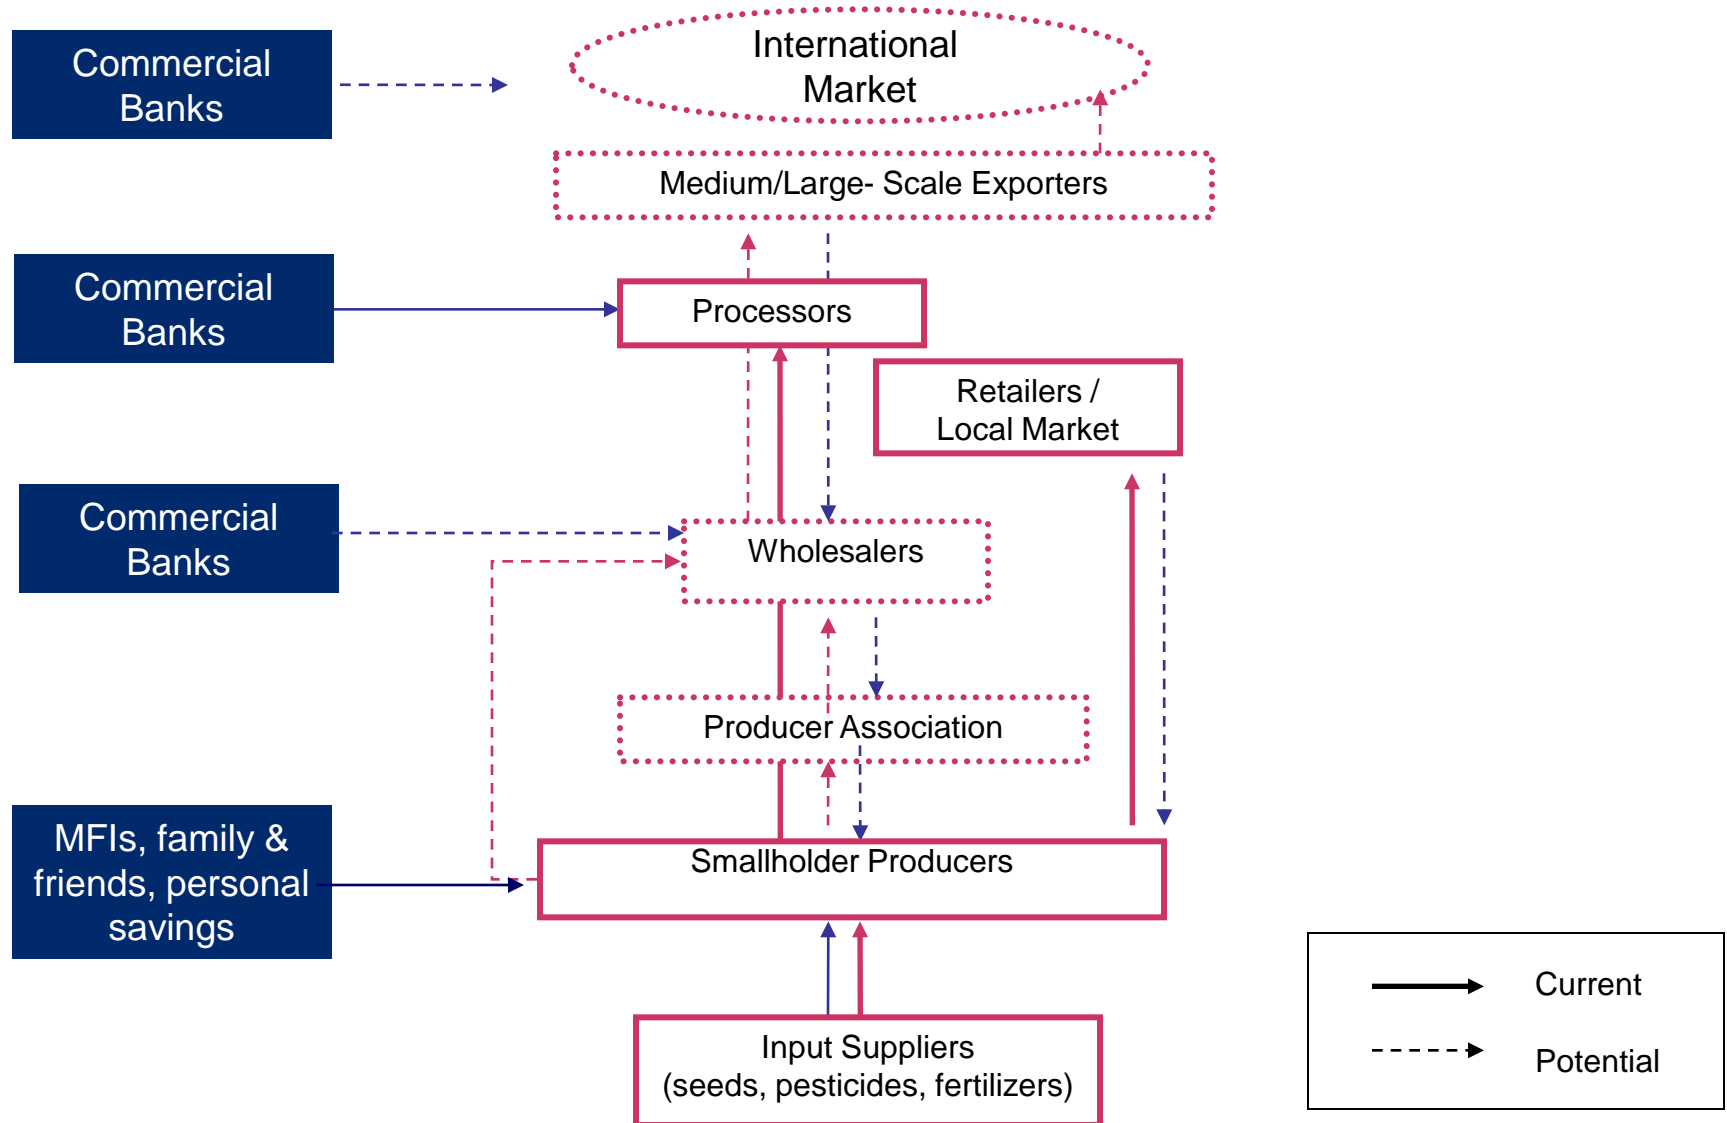 Commercial
Banks
International
Market
Medium/Large- Scale Exporters
Commercial
Banks
Processors
Retailers /
Local Market
Commercial
Banks
Wholesalers
Producer Association
MFIs, family &
friends, personal
savings
Smallholder Producers
Input Suppliers
(seeds, pesticides, fertilizers)
Current
Potential